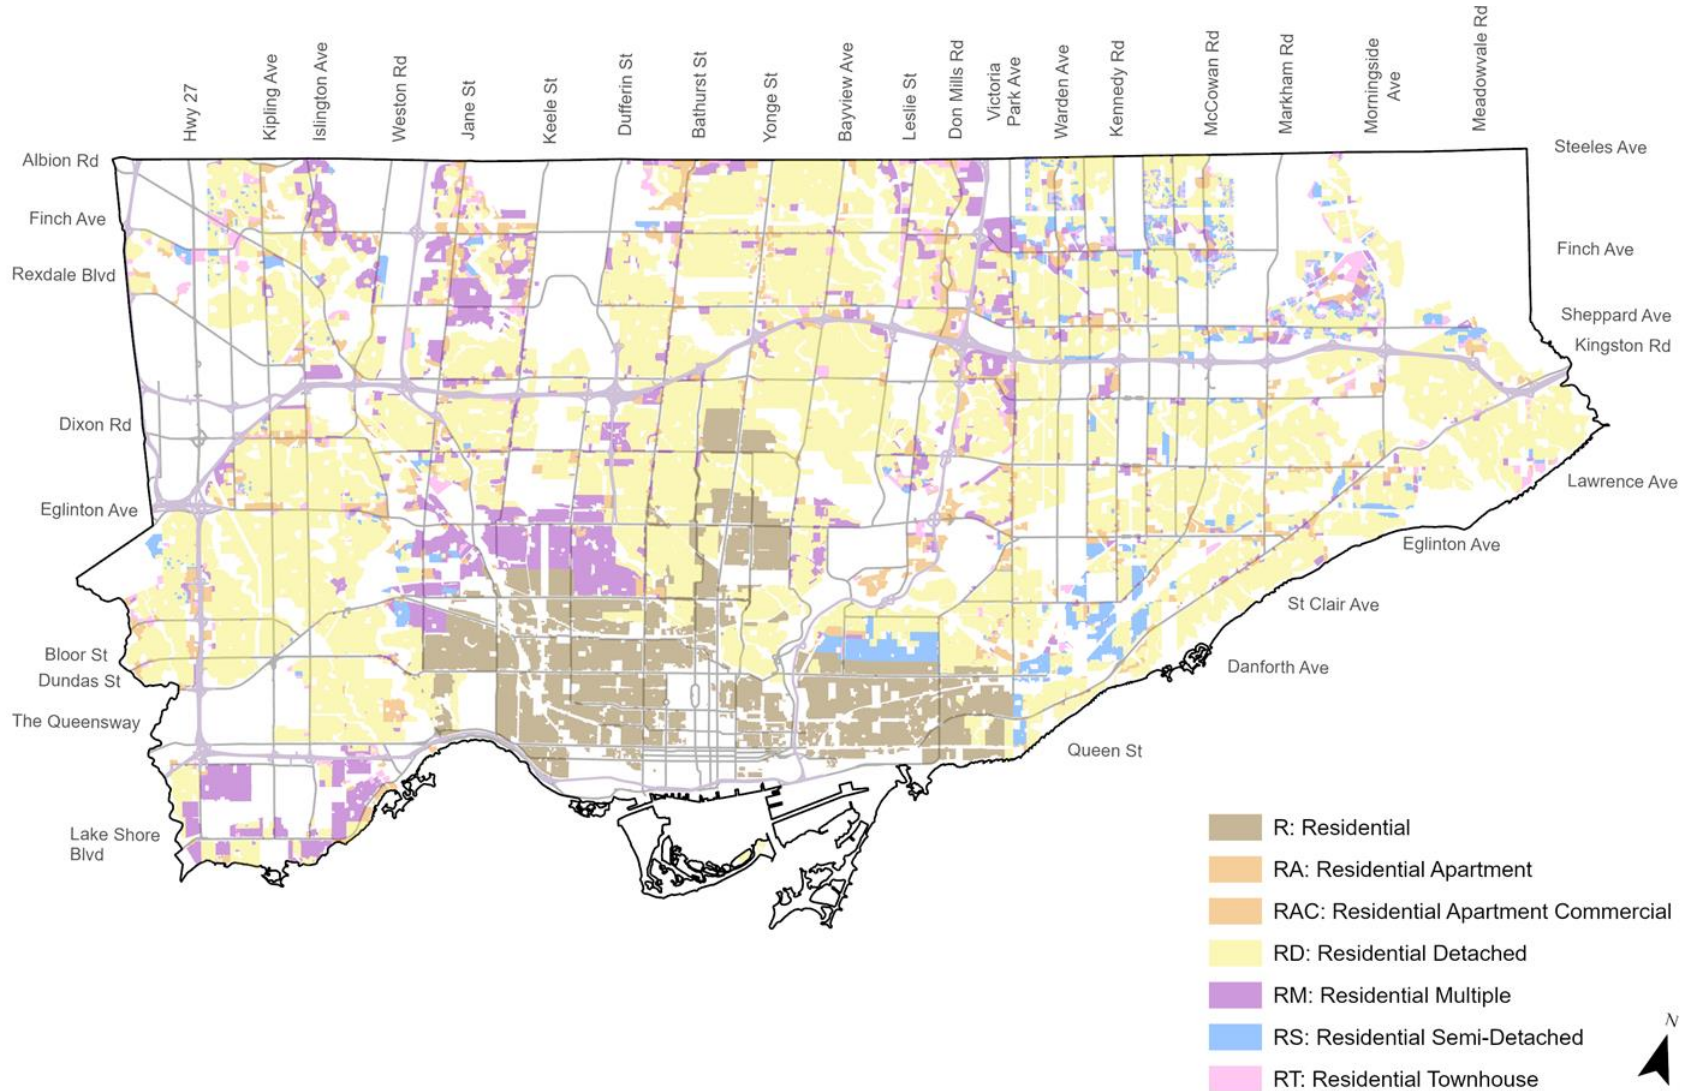 Hwy 27
Kipling Ave
Islington Ave
Weston Rd
Jane St
Keele St
Dufferin St
Bathurst St
Yonge St
Bayview Ave
Leslie St
Don Mills Rd
Victoria
Park Ave
Warden Ave
Kennedy Rd
McCowan Rd
Markham Rd
Morningside
Ave
Meadowvale Rd
Albion Rd
Finch Ave
Rexdale Blvd
Dixon Rd
Eglinton Ave
Bloor St
Dundas St
The Queensway
Lake Shore
Blvd
Steeles Ave
Finch Ave
Sheppard Ave
Kingston Rd
Lawrence Ave
Eglinton Ave
St Clair Ave
Danforth Ave
Queen St
R: Residential
RA: Residential Apartment
RAC: Residential Apartment Commercial
RD: Residential Detached
RM: Residential Multiple
RS: Residential Semi-Detached
RT: Residential Townhouse
N